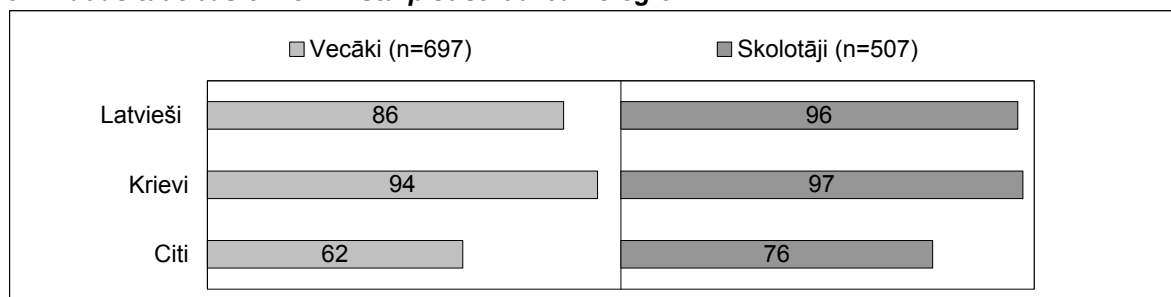 Vecāki (n=697) Skolotāji (n=507)
Latvieši 86 96
Krievi 94 97
Citi 62 76